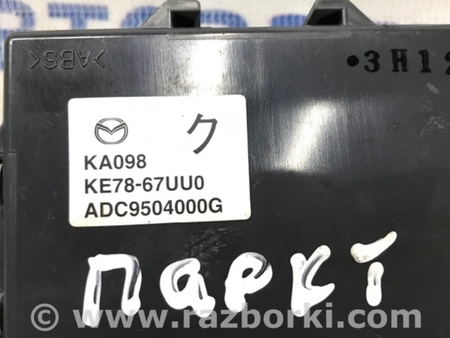 >ABS<
•3H12
ク
KA098
KE78-67UU0
ADC9504000G
ПАРКТ
© www.razborki.com